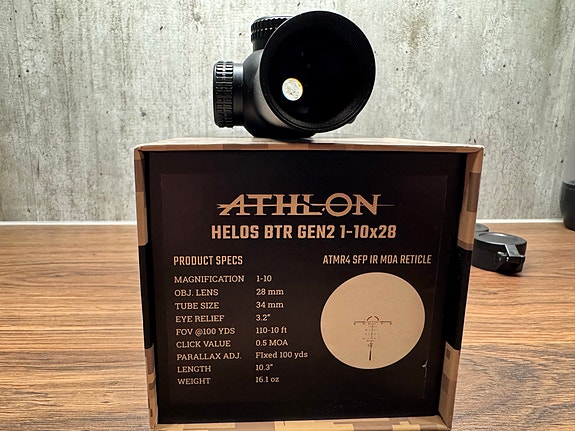 ATHLON
HELOS BTR GEN2 1-10x28
PRODUCT SPECS
MAGNIFICATION 1-10
OBJ. LENS 28 mm
TUBE SIZE 34 mm
EYE RELIEF 3.2"
FOV @100 YDS 110-10 ft
CLICK VALUE 0.5 MOA
PARALLAX ADJ. FIxed 100 yds
LENGTH 10.3"
WEIGHT 16.1 oz
ATMR4 SFP IR MOA RETICLE